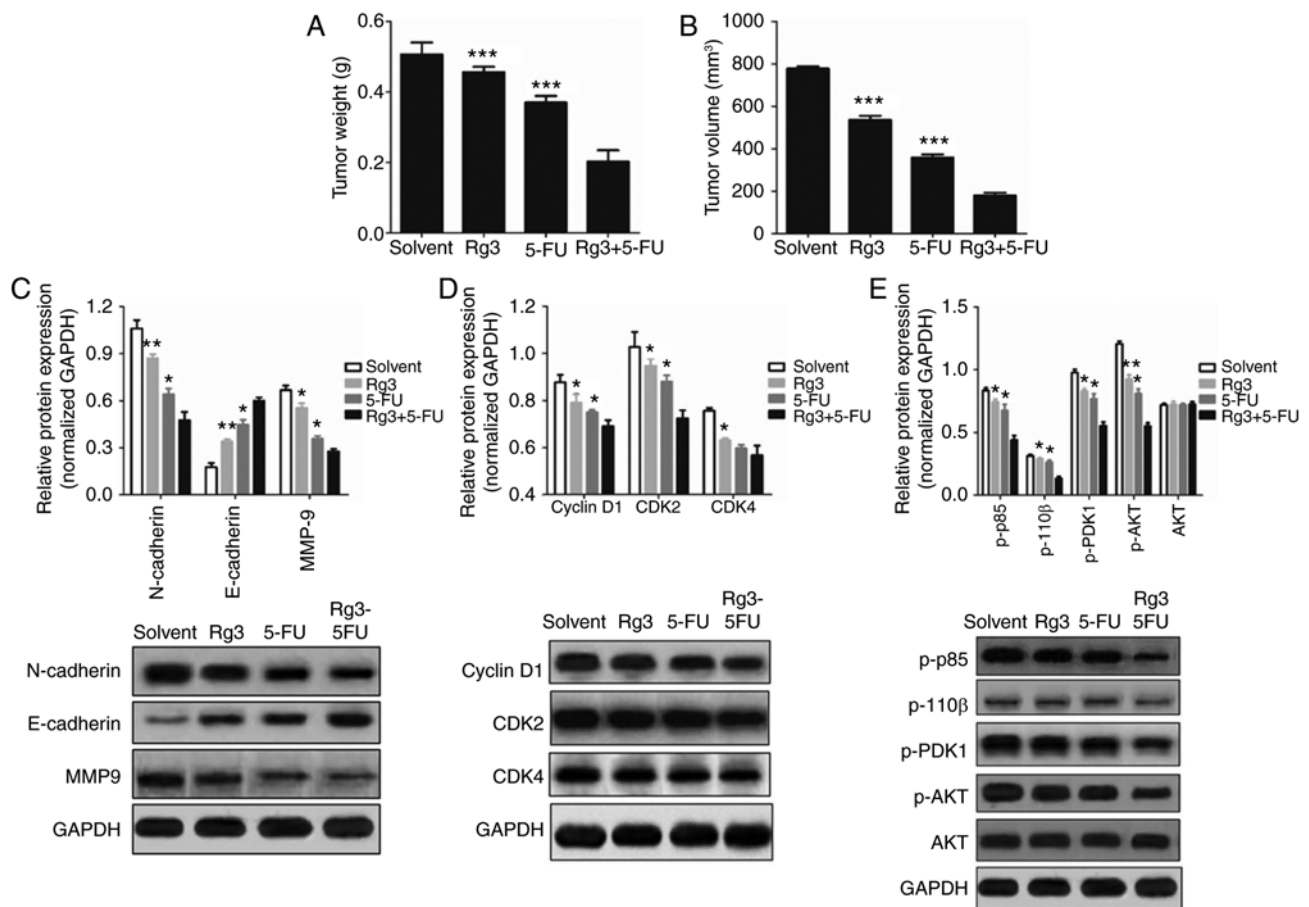 A
Tumor weight (g)
0.6
0.4
0.2
0.0
***
***
Solvent Rg3 5-FU Rg3+5-FU
B
Tumor volume (mm³)
1000
800
600
400
200
0
***
***
Solvent Rg3 5-FU Rg3+5-FU
C
Relative protein expression
(normalized GAPDH)
1.2
0.9
0.6
0.3
0.0
**
*
**
*
*
*
Solvent
Rg3
5-FU
Rg3+5-FU
N-cadherin
E-cadherin
MMP-9
D
Relative protein expression
(normalized GAPDH)
1.2
1.0
0.8
0.6
0.4
*
*
*
*
*
Solvent
Rg3
5-FU
Rg3+5-FU
Cyclin D1 CDK2 CDK4
E
Relative protein expression
(normalized GAPDH)
1.5
1.0
0.5
0.0
* *
* *
* *
** *
*
Solvent
Rg3
5-FU
Rg3+5-FU
p-p85
p-110β
p-PDK1
p-AKT
AKT
Solvent Rg3 5-FU Rg3-
5FU
N-cadherin
E-cadherin
MMP9
GAPDH
Solvent Rg3 5-FU Rg3-
5FU
Cyclin D1
CDK2
CDK4
GAPDH
Solvent Rg3 5-FU Rg3
5FU
p-p85
p-110β
p-PDK1
p-AKT
AKT
GAPDH